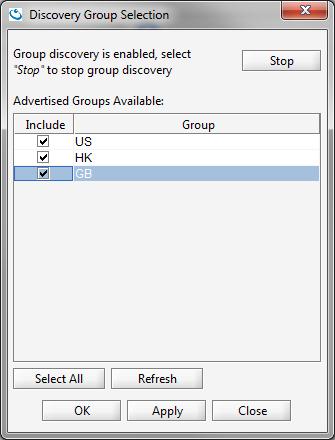 Discovery Group Selection
Group discovery is enabled, select
"Stop" to stop group discovery
Stop
Advertised Groups Available:
Include Group
US
HK
GB
Select All Refresh
OK Apply Close